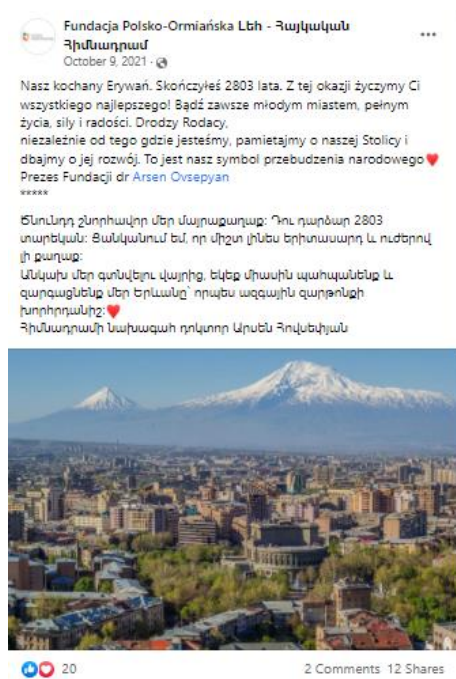 Fundacja Polsko-Ormiańska Լեհ - Հայկական
Հիմնադրամ
October 9, 2021 ·
Nasz kochany Erywań. Skończyłeś 2803 lata. Z tej okazji życzymy Ci
wszystkiego najlepszego! Bądź zawsze młodym miastem, pełnym
życia, sily i radości. Drodzy Rodacy,
niezależnie od tego gdzie jesteśmy, pamietajmy o naszej Stolicy i
dbajmy o jej rozwój. To jest nasz symbol przebudzenia narodowego❤️
Prezes Fundacji dr Arsen Ovsepyan
*****
Ծնունդդ շնորհավոր մեր մայրաքաղաք: Դու դարձար 2803
տարեկան: Ցանկանում եմ, որ միշտ լինես երիտասարդ և ուժերով
լի քաղաք:
Անկախ մեր գտնվելու վայրից, եկեք միասին պահպանենք և
զարգացնենք մեր Երևանը՝ որպես ազգային զարթոնքի
խորհրդանիշ:❤️
Հիմնադրամի նախագահ դոկտոր Արսեն Հովսեփյան
20
2 Comments 12 Shares